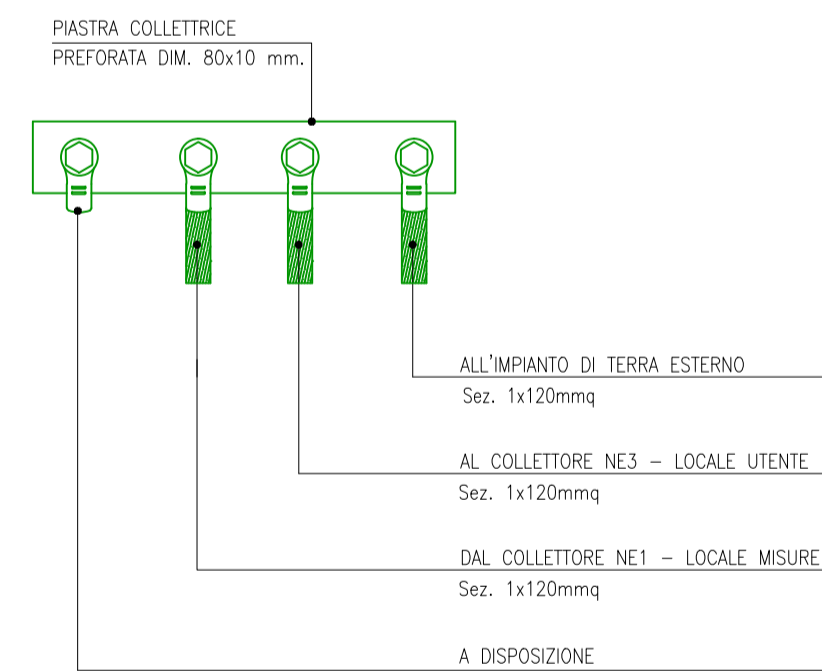 PIASTRA COLLETTRICE
PREFORATA DIM. 80x10 mm.
ALL'IMPIANTO DI TERRA ESTERNO
Sez. 1x120mmq
AL COLLETTORE NE3 – LOCALE UTENTE
Sez. 1x120mmq
DAL COLLETTORE NE1 – LOCALE MISURE
Sez. 1x120mmq
A DISPOSIZIONE